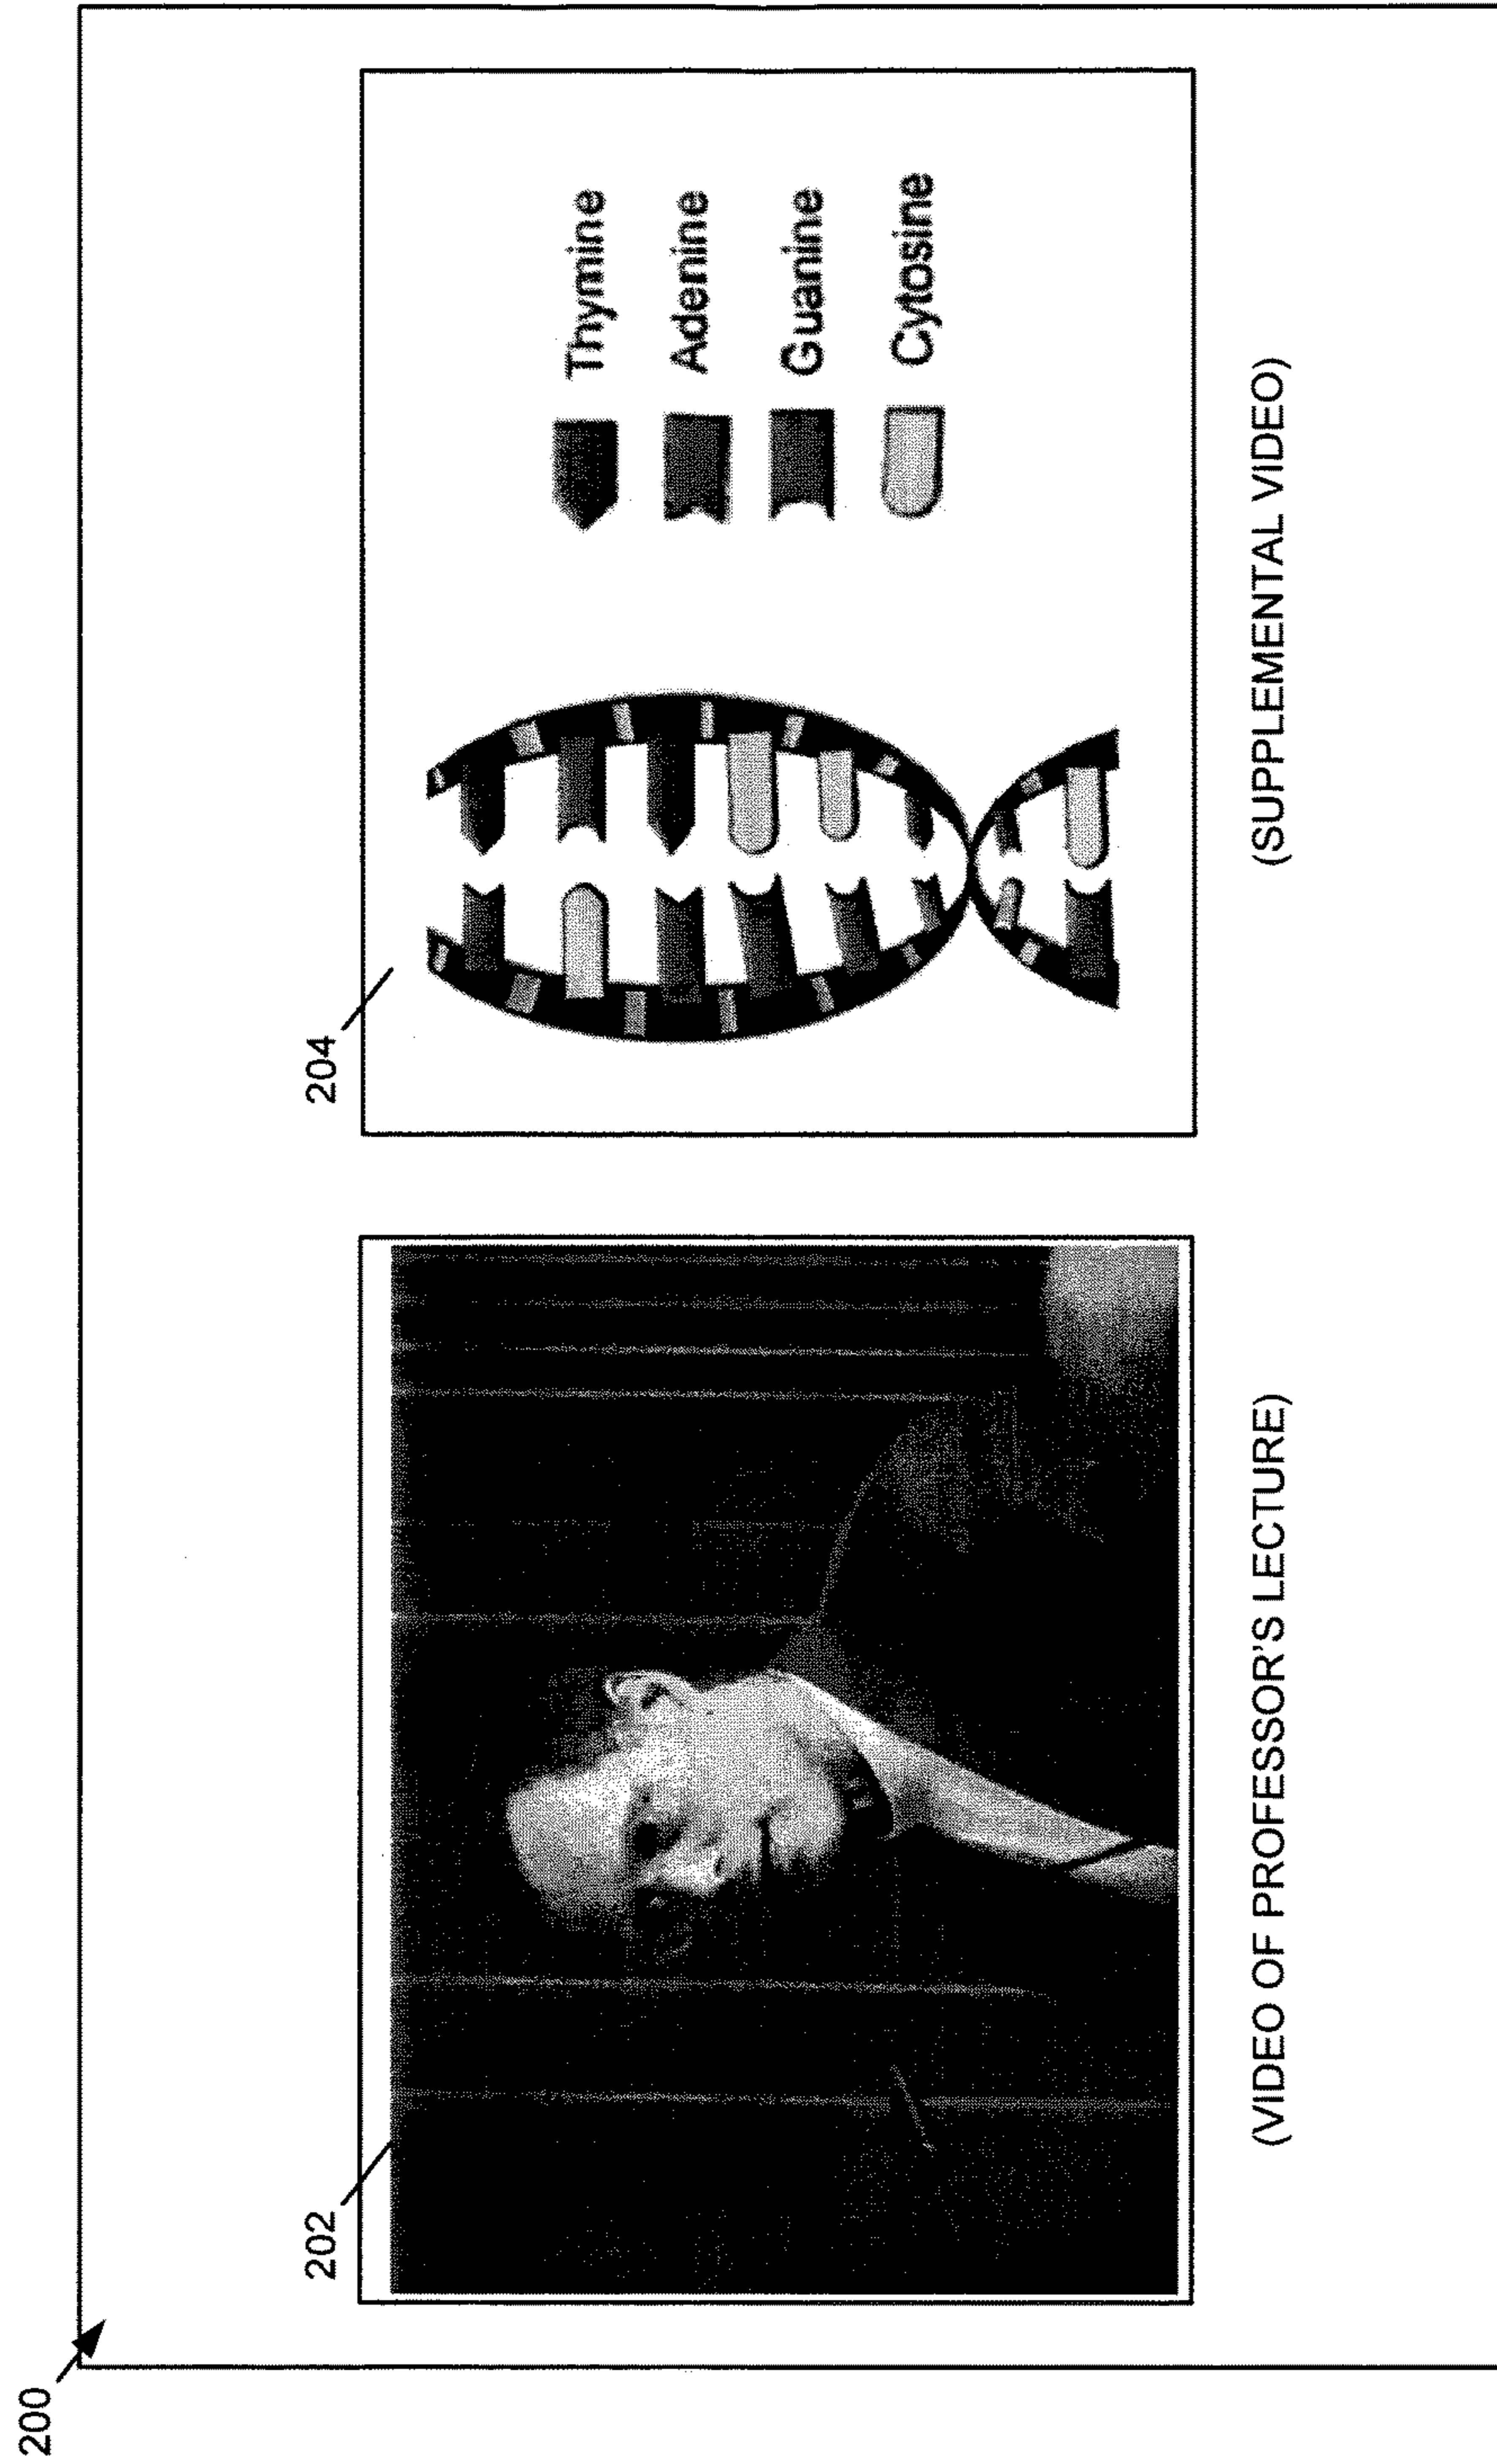 200
202
204
Thymine
Adenine
Guanine
Cytosine
(VIDEO OF PROFESSOR'S LECTURE)
(SUPPLEMENTAL VIDEO)